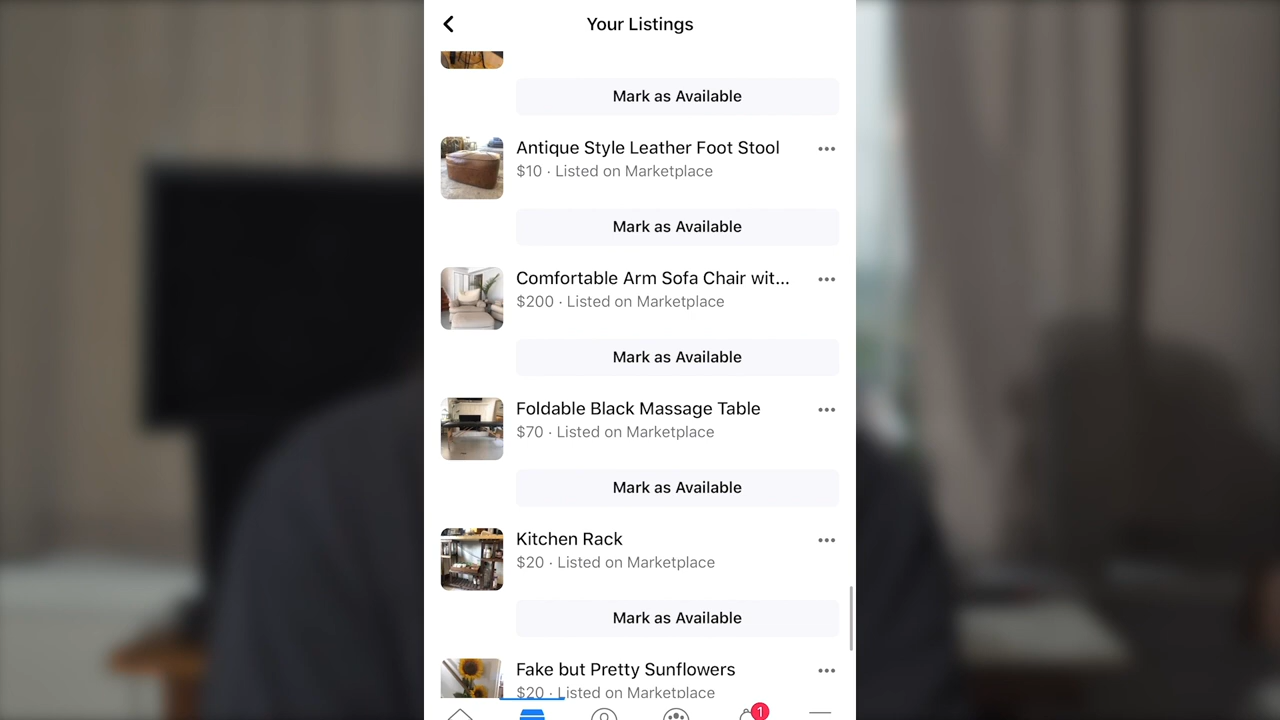 Your Listings
Mark as Available
Antique Style Leather Foot Stool
$10 · Listed on Marketplace
Mark as Available
Comfortable Arm Sofa Chair wit...
$200 · Listed on Marketplace
Mark as Available
Foldable Black Massage Table
$70 · Listed on Marketplace
Mark as Available
Kitchen Rack
$20 · Listed on Marketplace
Mark as Available
Fake but Pretty Sunflowers
$20 · Listed on Marketplace
1